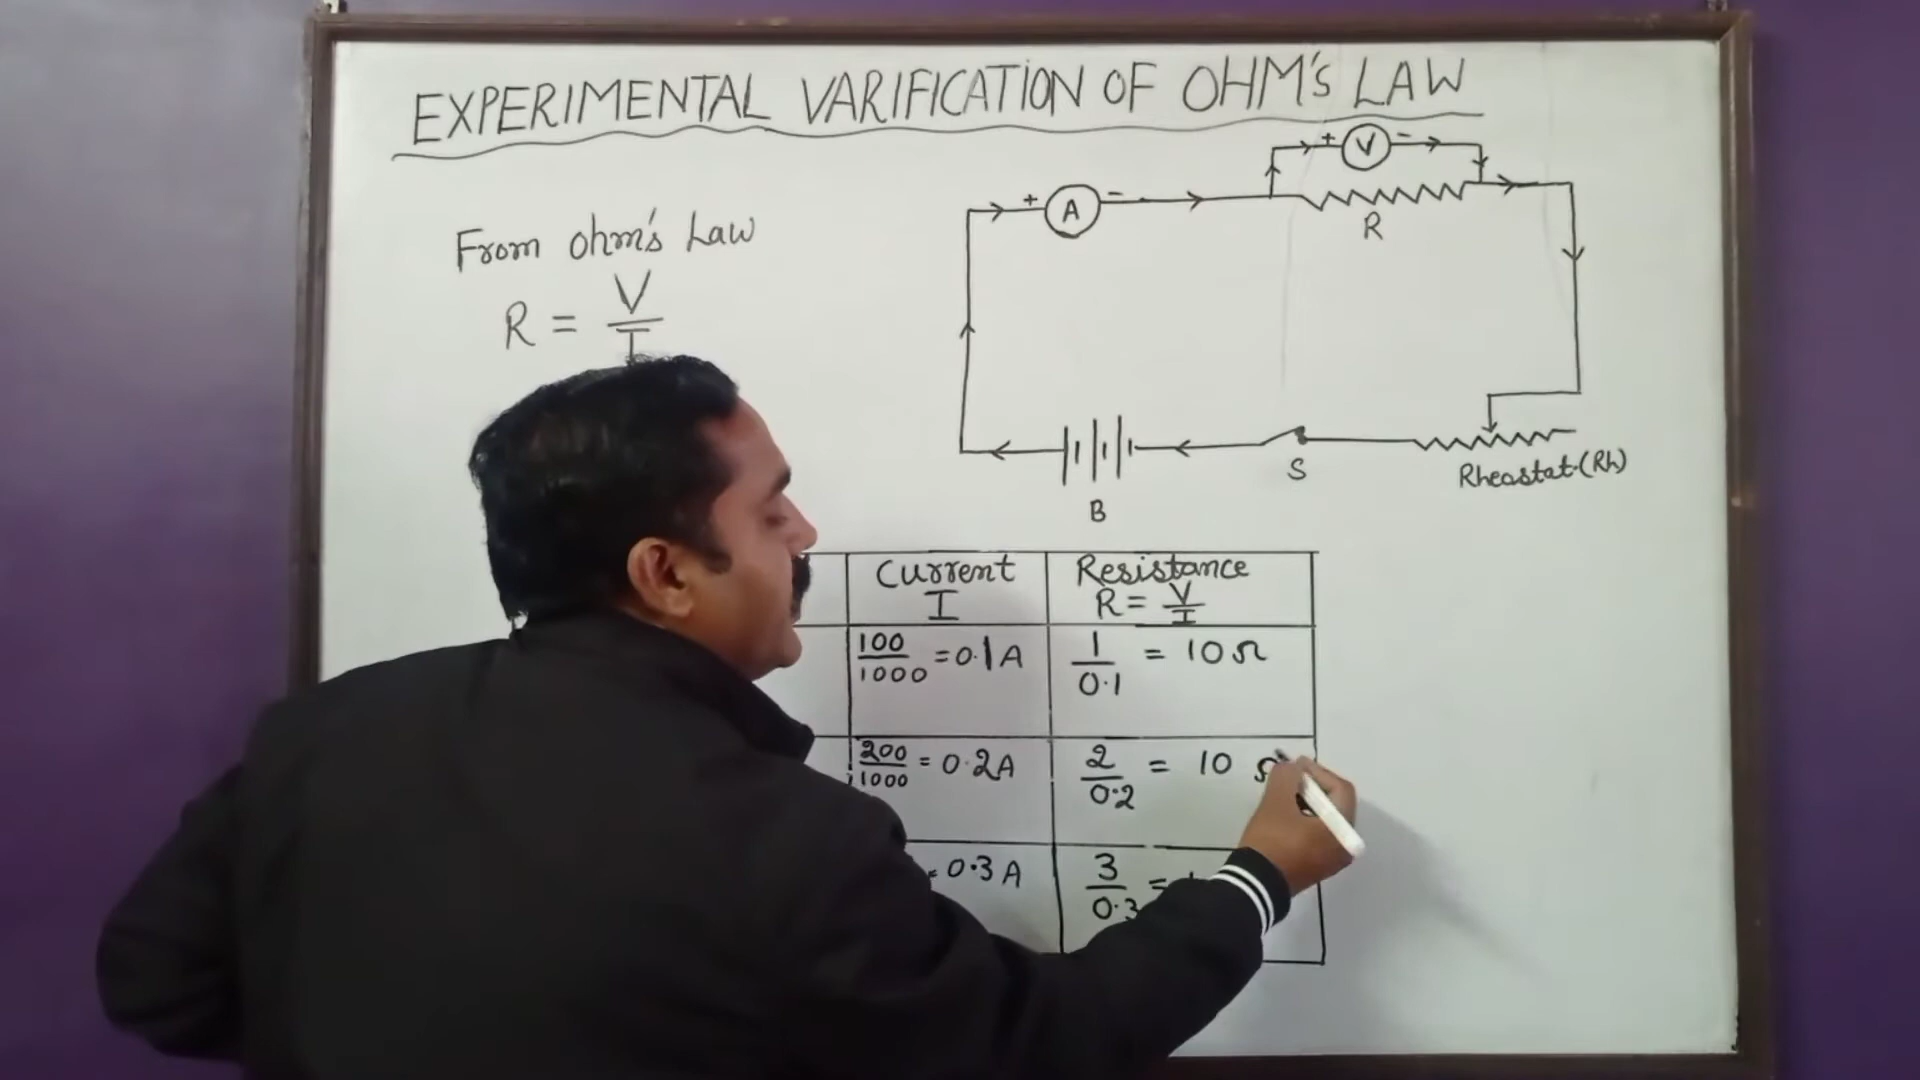 EXPERIMENTAL VARIFICATION OF OHM's LAW
From ohm's Law
R = V/I
+ A -
+ V -
R
B
S
Rheostat.(Rh)
Current I
Resistance R = V/I
100/1000 = 0.1A
1/0.1 = 10 Ω
200/1000 = 0.2A
2/0.2 = 10 Ω
= 0.3 A
3/0.3 =